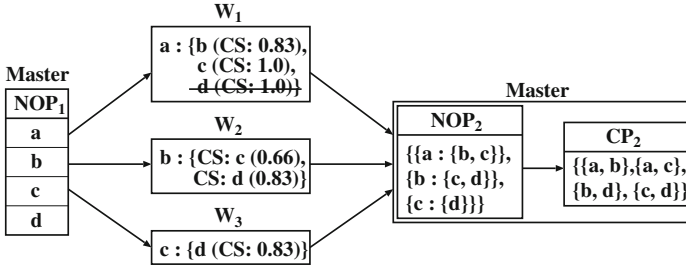 Master
NOP1
a
b
c
d
W1
a : {b (CS: 0.83),
c (CS: 1.0),
d (CS: 1.0)}
W2
b : {CS: c (0.66),
CS: d (0.83)}
W3
c : {d (CS: 0.83)}
Master
NOP2
{{a : {b, c}},
{b : {c, d}},
{c : {d}}}
CP2
{{a, b},{a, c},
{b, d}, {c, d}}